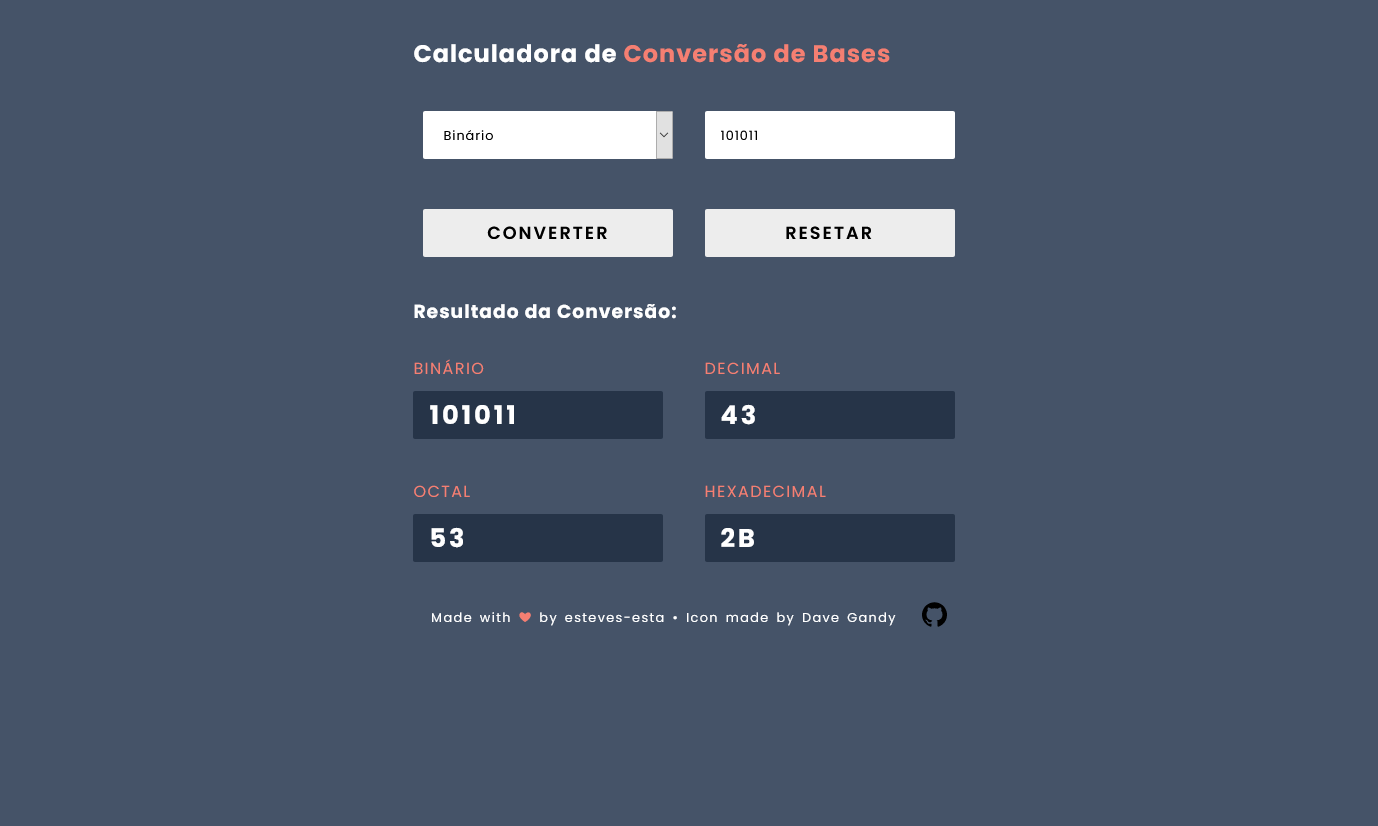 Calculadora de Conversão de Bases
Binário 101011
CONVERTER RESETAR
Resultado da Conversão:
BINÁRIO DECIMAL
101011 43
OCTAL HEXADECIMAL
53 2B
Made with ♥ by esteves-esta • Icon made by Dave Gandy